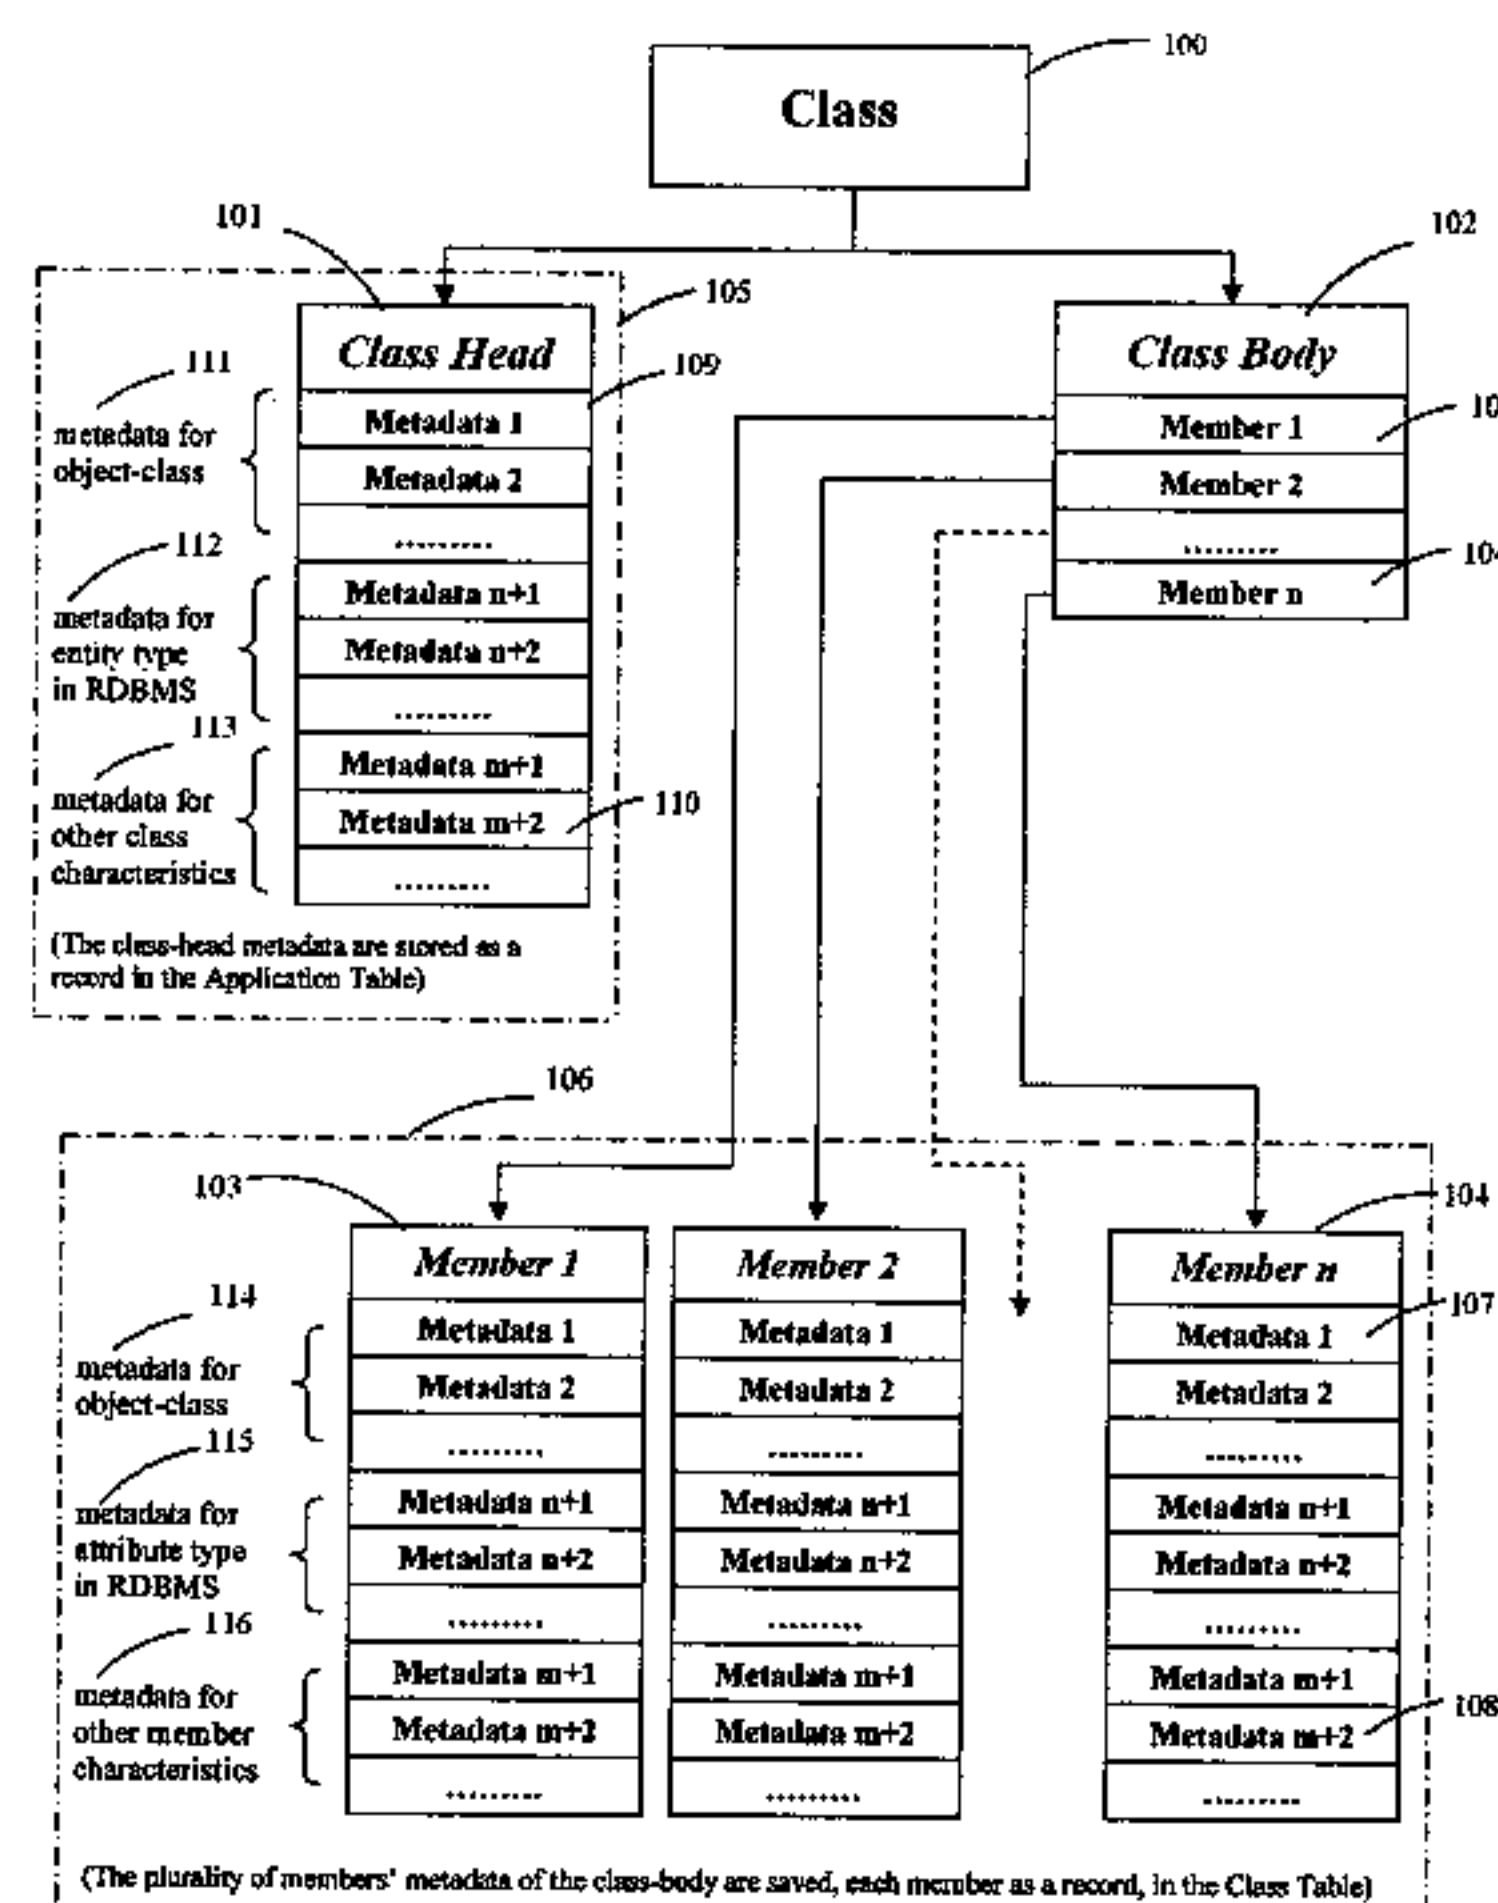 100
Class
101
102
105
Class Head
Class Body
111
109
metadata for
object-class
Metadata 1
Metadata 2
.........
10
Member 1
Member 2
.........
Member n
10
112
metadata for
entity type
in RDBMS
Metadata n+1
Metadata n+2
.........
113
metadata for
other class
characteristics
Metadata m+1
Metadata m+2
110
.........
(The class-head metadata are stored as a
record in the Application Table)
106
103
104
Member 1
Member 2
Member n
114
107
metadata for
object-class
Metadata 1
Metadata 1
Metadata 1
Metadata 2
Metadata 2
Metadata 2
.........
.........
.........
115
metadata for
attribute type
in RDBMS
Metadata n+1
Metadata n+1
Metadata n+1
Metadata n+2
Metadata n+2
Metadata n+2
.........
.........
.........
116
metadata for
other member
characteristics
Metadata m+1
Metadata m+1
Metadata m+1
Metadata m+2
Metadata m+2
Metadata m+2
108
.........
.........
.........
(The plurality of members' metadata of the class-body are saved, each member as a record, in the Class Table)